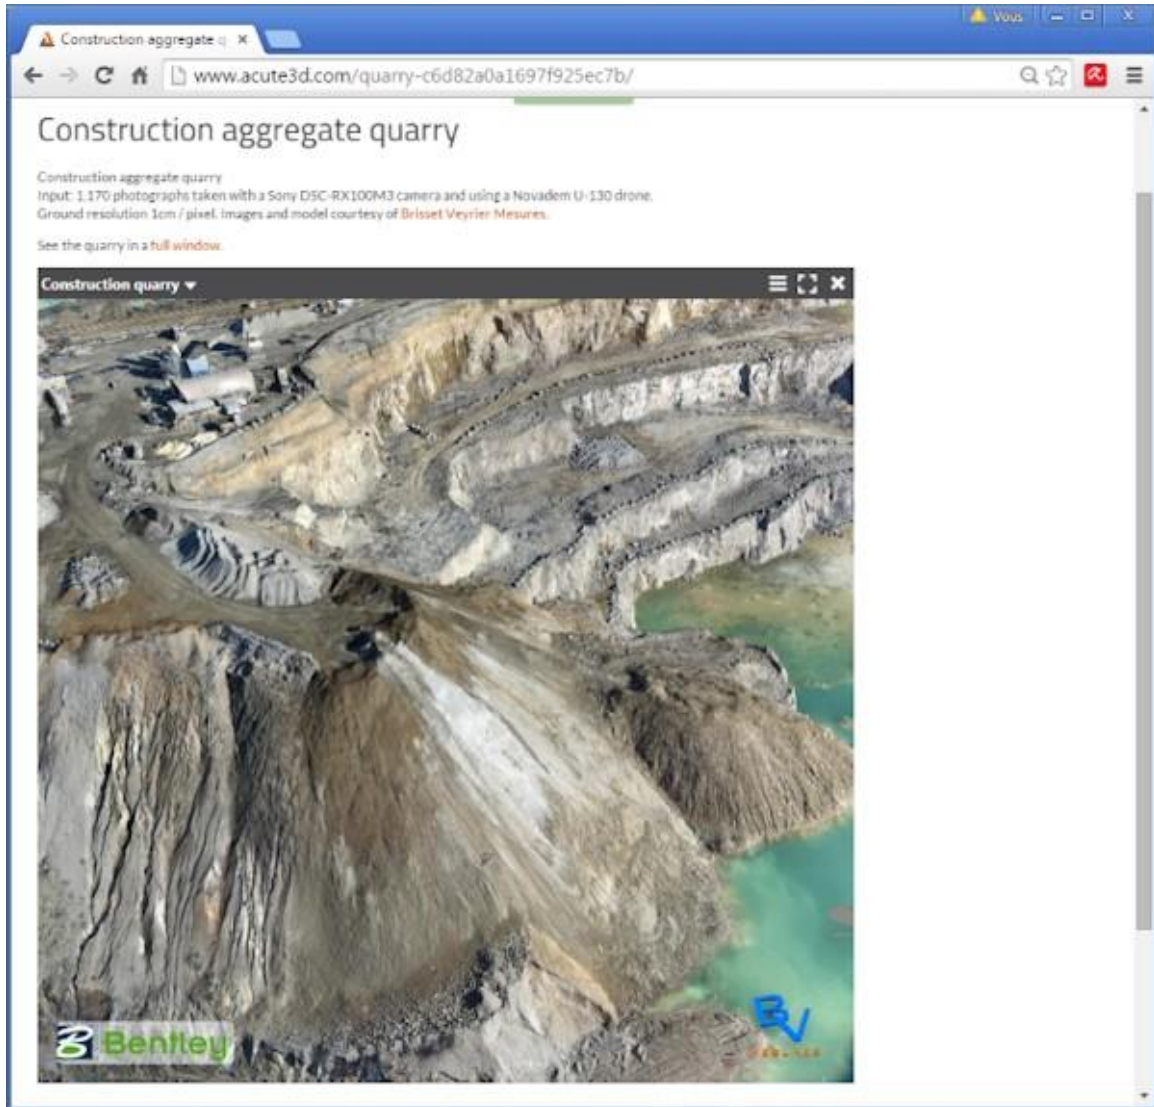 Vous
Construction aggregate q
www.acute3d.com/quarry-c6d82a0a1697f925ec7b/
Construction aggregate quarry
Construction aggregate quarry
Input: 1,170 photographs taken with a Sony DSC-RX100M3 camera and using a Novadem U-130 drone.
Ground resolution 1cm / pixel. Images and model courtesy of Brisset Veyrier Mesures.
See the quarry in a full window.
Construction quarry
Bentley
BV